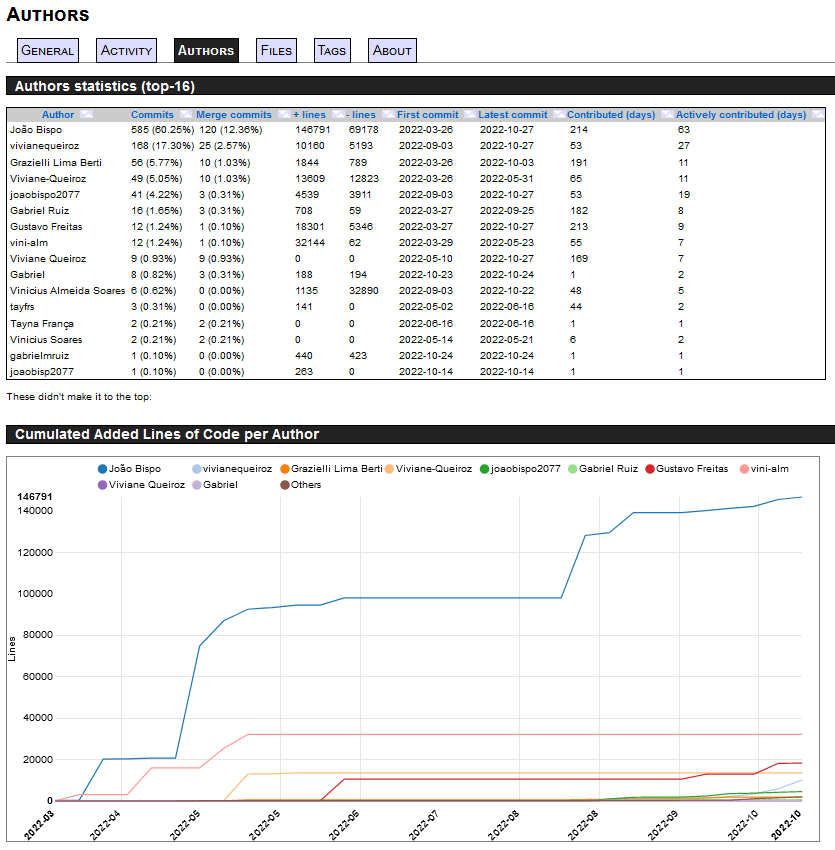 Authors
General Activity Authors Files Tags About
Authors statistics (top-16)
Author Commits Merge commits + lines - lines First commit Latest commit Contributed (days) Actively contributed (days)
João Bispo 585 (60.25%) 120 (12.36%) 146791 69178 2022-03-26 2022-10-27 214 63
vivianequeiroz 168 (17.30%) 25 (2.57%) 10160 5193 2022-09-03 2022-10-27 53 27
Grazielli Lima Berti 56 (5.77%) 10 (1.03%) 1844 789 2022-03-26 2022-10-03 191 11
Viviane-Queiroz 49 (5.05%) 10 (1.03%) 13609 12823 2022-03-26 2022-05-31 65 11
joaobispo2077 41 (4.22%) 3 (0.31%) 4539 3911 2022-09-03 2022-10-27 53 19
Gabriel Ruiz 16 (1.65%) 3 (0.31%) 708 59 2022-03-27 2022-09-25 182 8
Gustavo Freitas 12 (1.24%) 1 (0.10%) 18301 5346 2022-03-27 2022-10-27 213 9
vini-alm 12 (1.24%) 1 (0.10%) 32144 62 2022-03-29 2022-05-23 55 7
Viviane Queiroz 9 (0.93%) 9 (0.93%) 0 0 2022-05-10 2022-10-27 169 7
Gabriel 8 (0.82%) 3 (0.31%) 188 194 2022-10-23 2022-10-24 1 2
Vinicius Almeida Soares 6 (0.62%) 0 (0.00%) 1135 32890 2022-09-03 2022-10-22 48 5
tayfrs 3 (0.31%) 0 (0.00%) 141 0 2022-05-02 2022-06-16 44 2
Tayna França 2 (0.21%) 2 (0.21%) 0 0 2022-06-16 2022-06-16 1 1
Vinicius Soares 2 (0.21%) 2 (0.21%) 0 0 2022-05-14 2022-05-21 6 2
gabrielmruiz 1 (0.10%) 0 (0.00%) 440 423 2022-10-24 2022-10-24 1 1
joaobisp2077 1 (0.10%) 0 (0.00%) 263 0 2022-10-14 2022-10-14 1 1
These didn't make it to the top:
Cumulated Added Lines of Code per Author
João Bispo vivianequeiroz Grazielli Lima Berti Viviane-Queiroz joaobispo2077 Gabriel Ruiz Gustavo Freitas vini-alm
Viviane Queiroz Gabriel Others
146791
140000
120000
100000
80000
60000
40000
20000
0
Lines
2022-03 2022-04 2022-05 2022-05 2022-06 2022-07 2022-08 2022-08 2022-09 2022-10 2022-10